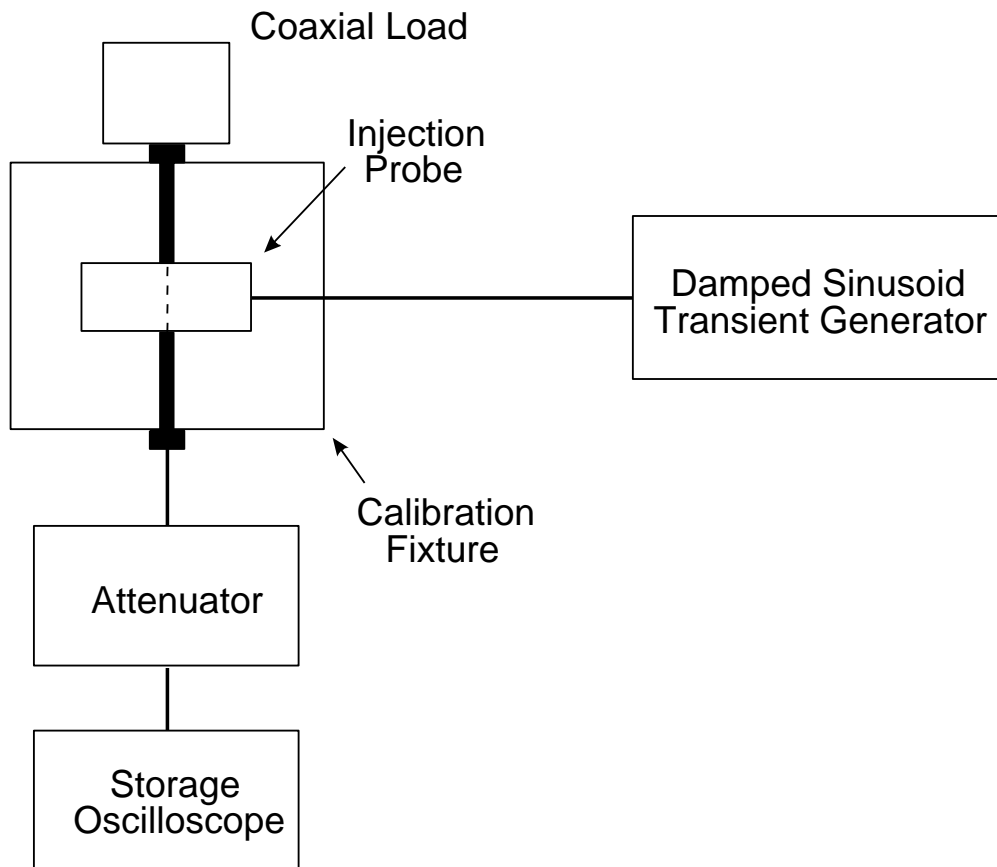 Coaxial Load
Injection
Probe
Damped Sinusoid
Transient Generator
Calibration
Fixture
Attenuator
Storage
Oscilloscope